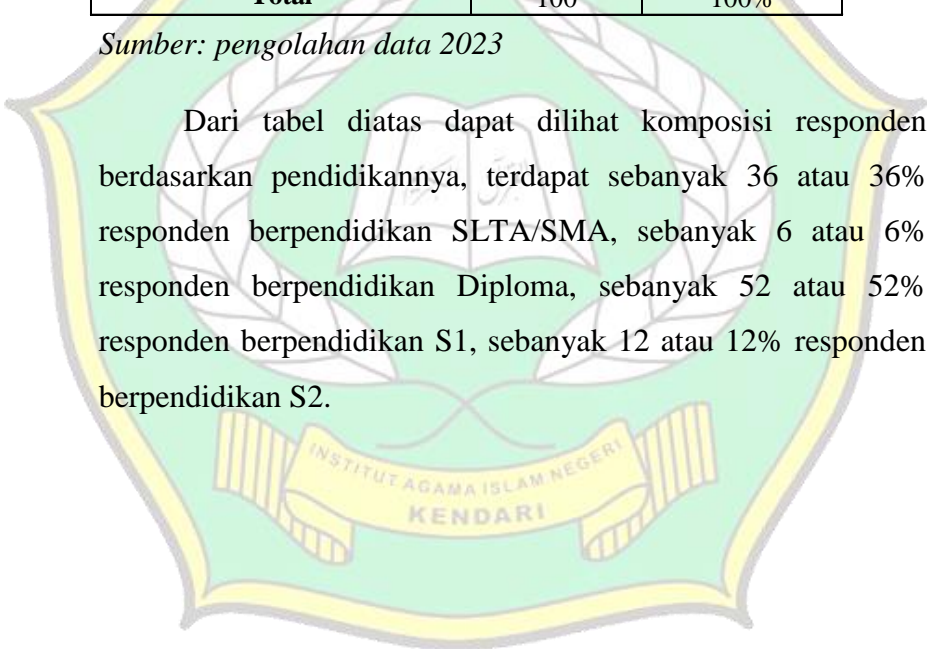 Total 100 100%
Sumber: pengolahan data 2023
Dari tabel diatas dapat dilihat komposisi responden
berdasarkan pendidikannya, terdapat sebanyak 36 atau 36%
responden berpendidikan SLTA/SMA, sebanyak 6 atau 6%
responden berpendidikan Diploma, sebanyak 52 atau 52%
responden berpendidikan S1, sebanyak 12 atau 12% responden
berpendidikan S2.
INSTITUT AGAMA ISLAM NEGERI
KENDARI